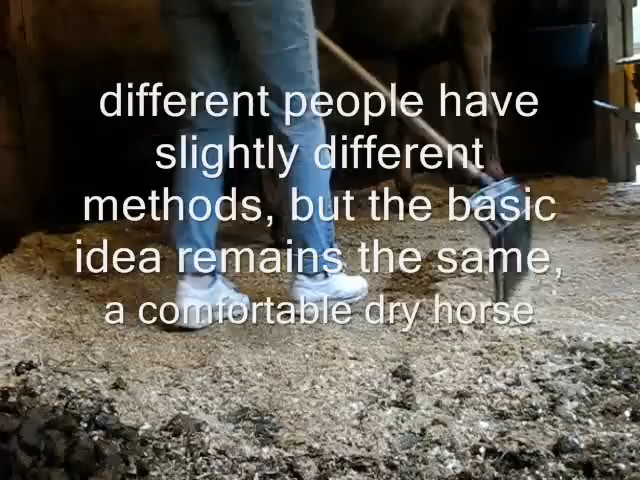 different people have
slightly different
methods, but the basic
idea remains the same,
a comfortable dry horse